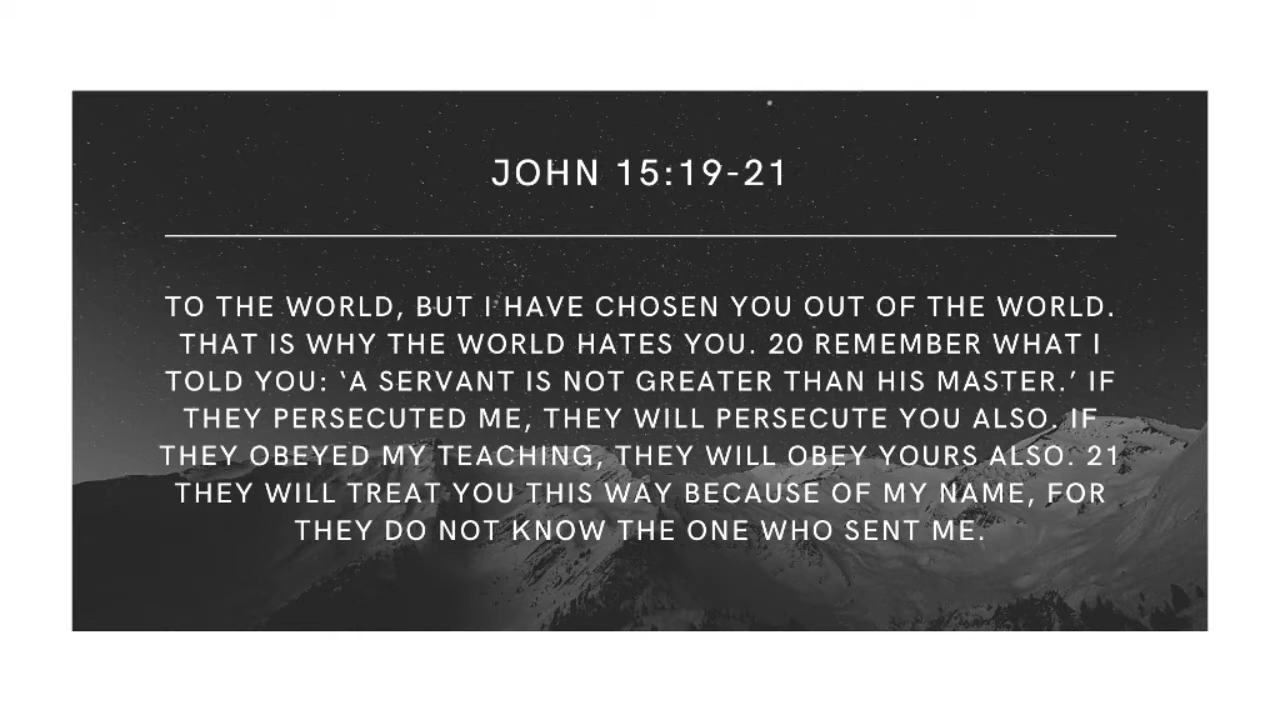 JOHN 15:19-21
TO THE WORLD, BUT I HAVE CHOSEN YOU OUT OF THE WORLD.
THAT IS WHY THE WORLD HATES YOU. 20 REMEMBER WHAT I
TOLD YOU: ‘A SERVANT IS NOT GREATER THAN HIS MASTER.’ IF
THEY PERSECUTED ME, THEY WILL PERSECUTE YOU ALSO. IF
THEY OBEYED MY TEACHING, THEY WILL OBEY YOURS ALSO. 21
THEY WILL TREAT YOU THIS WAY BECAUSE OF MY NAME, FOR
THEY DO NOT KNOW THE ONE WHO SENT ME.